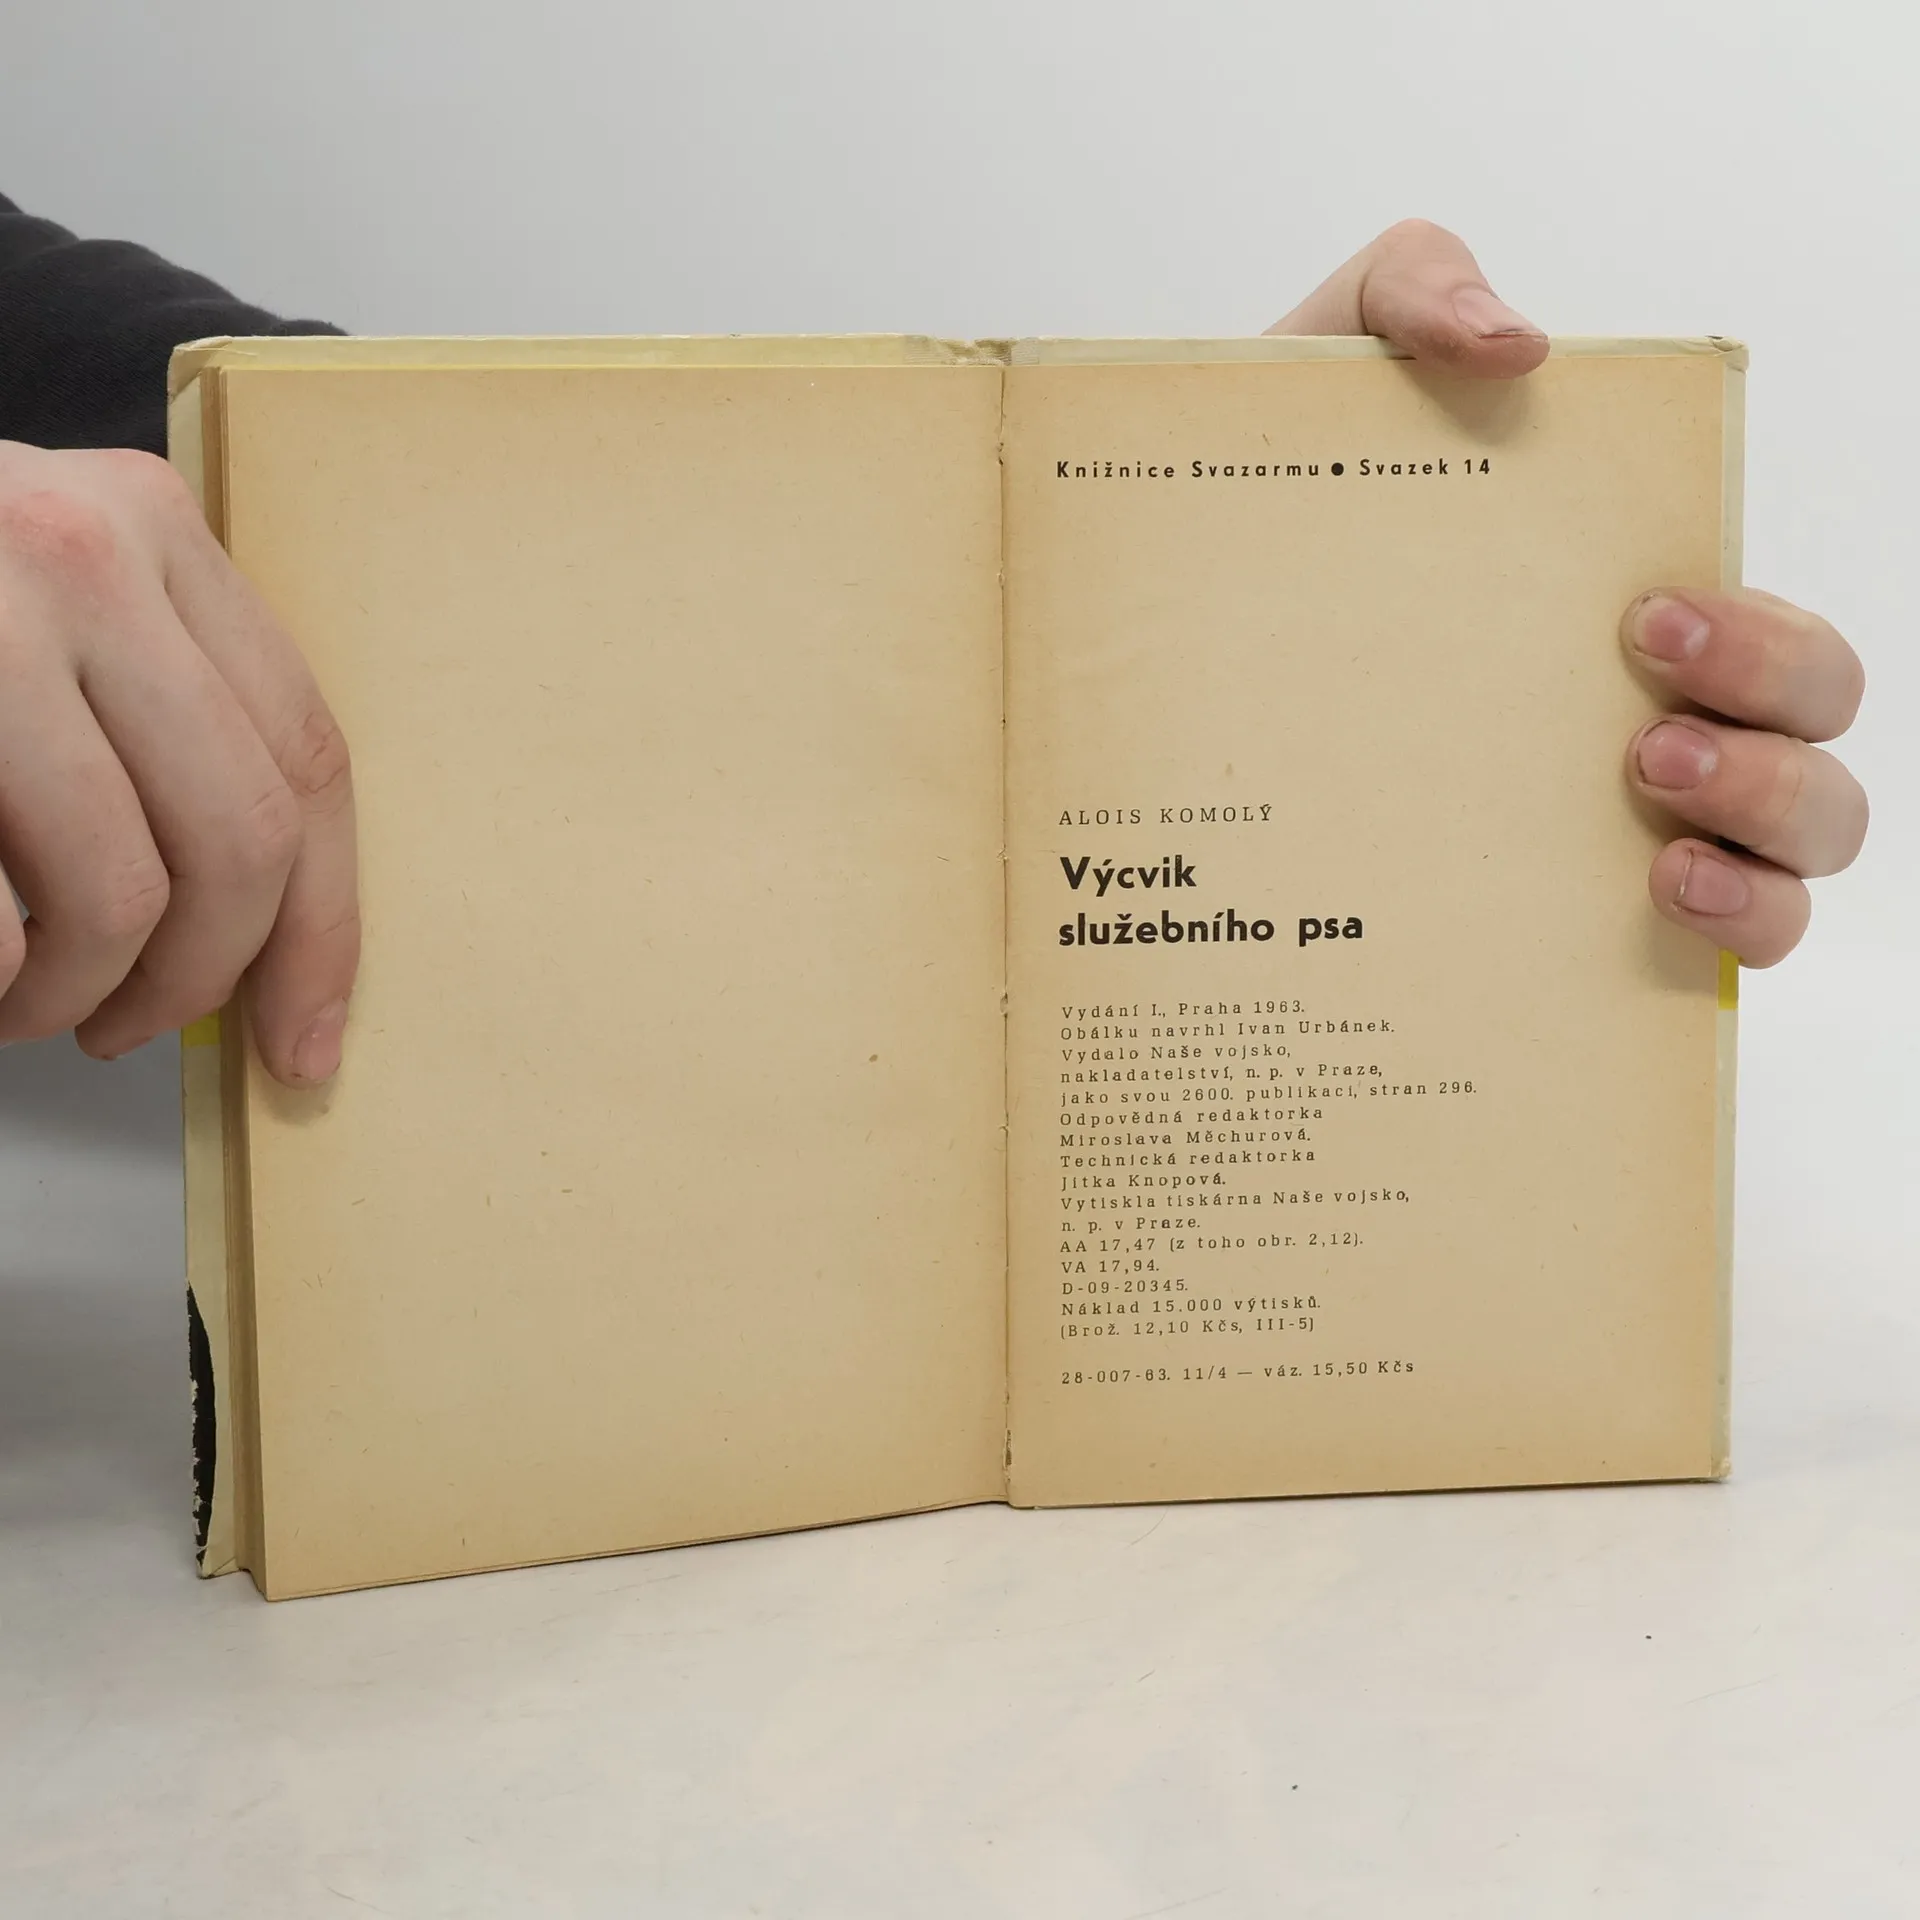 Knižnice Svazarmu ● Svazek 14
ALOIS KOMOLÝ
Výcvik
služebního psa
Vydání I., Praha 1963.
Obálku navrhl Ivan Urbánek.
Vydalo Naše vojsko,
nakladatelství, n. p. v Praze,
jako svou 2600. publikaci, stran 296.
Odpovědná redaktorka
Miroslava Měchurová.
Technická redaktorka
Jitka Knopová.
Vytiskla tiskárna Naše vojsko,
n. p. v Praze.
AA 17,47 (z toho obr. 2,12).
VA 17,94.
D-09-20345.
Náklad 15.000 výtisků.
(Brož. 12,10 Kčs, III-5)
28-007-63. 11/4 — váz. 15,50 Kčs